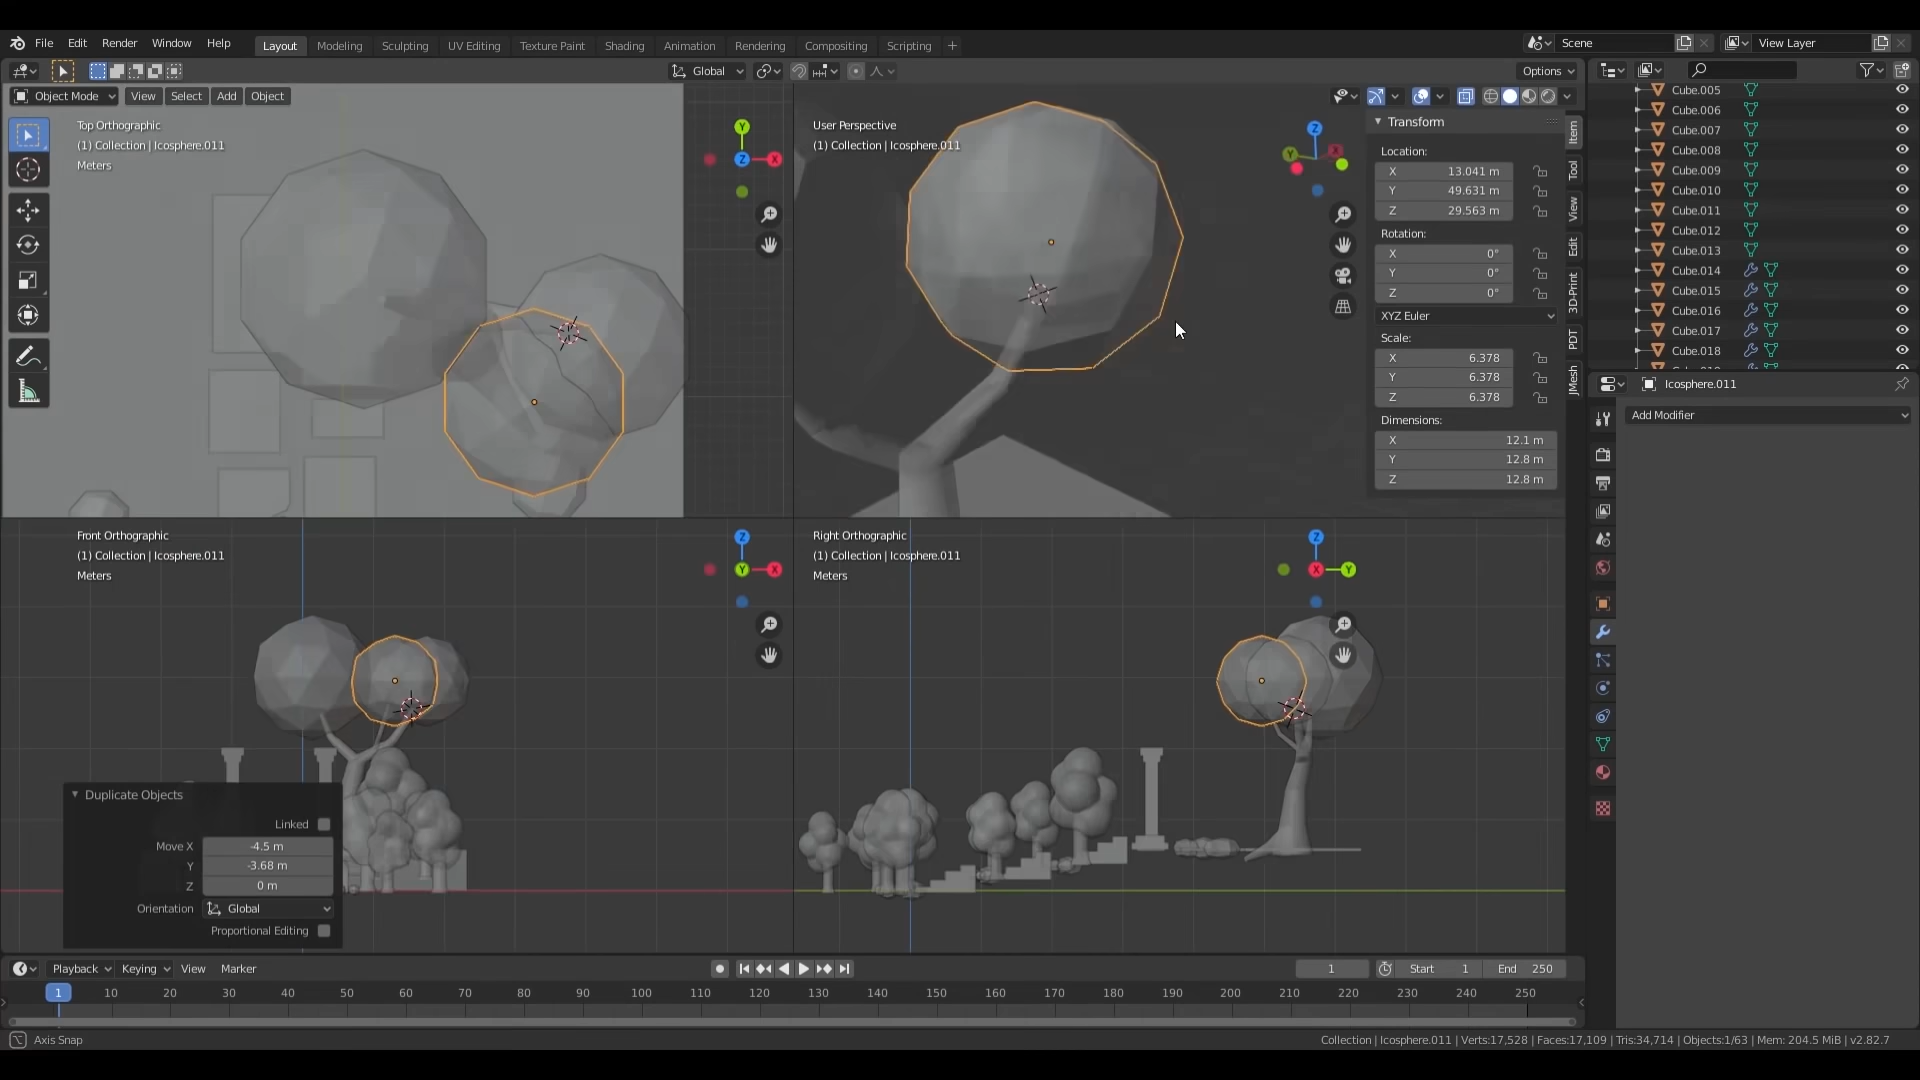 File Edit Render Window Help Layout Modeling Sculpting UV Editing Texture Paint Shading Animation Rendering Compositing Scripting + Scene View Layer
Global Options
Object Mode View Select Add Object
Top Orthographic
(1) Collection | Icosphere.011
Meters
Y
Z
X
User Perspective
(1) Collection | Icosphere.011
Z
Y
X
Transform
Location:
X 13.041 m
Y 49.631 m
Z 29.563 m
Rotation:
X 0°
Y 0°
Z 0°
XYZ Euler
Scale:
X 6.378
Y 6.378
Z 6.378
Dimensions:
X 12.1 m
Y 12.8 m
Z 12.8 m
Item
Tool
View
Edit
3D-Print
PDT
JMesh
Cube.005
Cube.006
Cube.007
Cube.008
Cube.009
Cube.010
Cube.011
Cube.012
Cube.013
Cube.014
Cube.015
Cube.016
Cube.017
Cube.018
Icosphere.011
Add Modifier
Front Orthographic
(1) Collection | Icosphere.011
Meters
Z
Y
X
Right Orthographic
(1) Collection | Icosphere.011
Meters
Z
X
Y
Duplicate Objects
Linked
Move X -4.5 m
Y -3.68 m
Z 0 m
Orientation Global
Proportional Editing
Playback Keying View Marker 1 Start 1 End 250
1 10 20 30 40 50 60 70 80 90 100 110 120 130 140 150 160 170 180 190 200 210 220 230 240 250
Axis Snap
Collection | Icosphere.011 | Verts:17,528 | Faces:17,109 | Tris:34,714 | Objects:1/63 | Mem: 204.5 MiB | v2.82.7